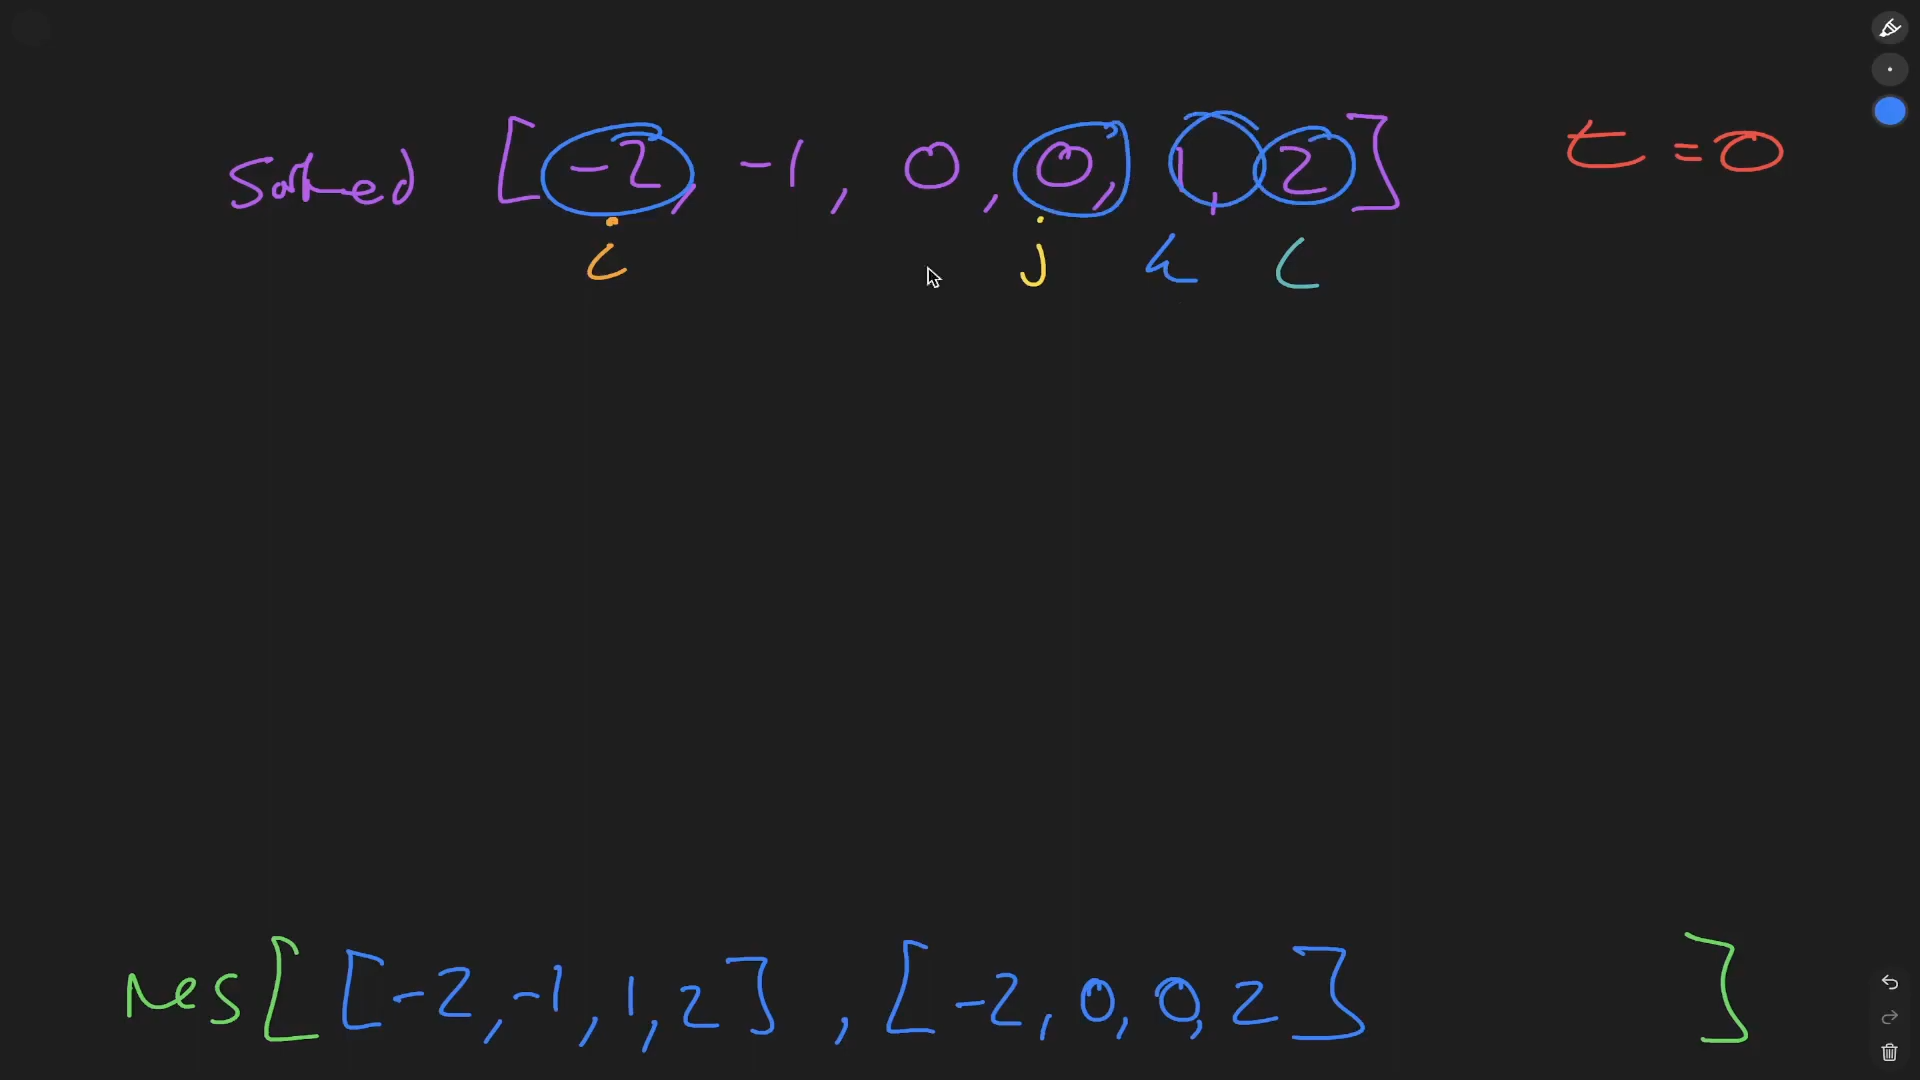 Sorted [-2, -1, 0, 0, 1, 2] t = 0
i j k l
res [[-2, -1, 1, 2], [-2, 0, 0, 2] ]